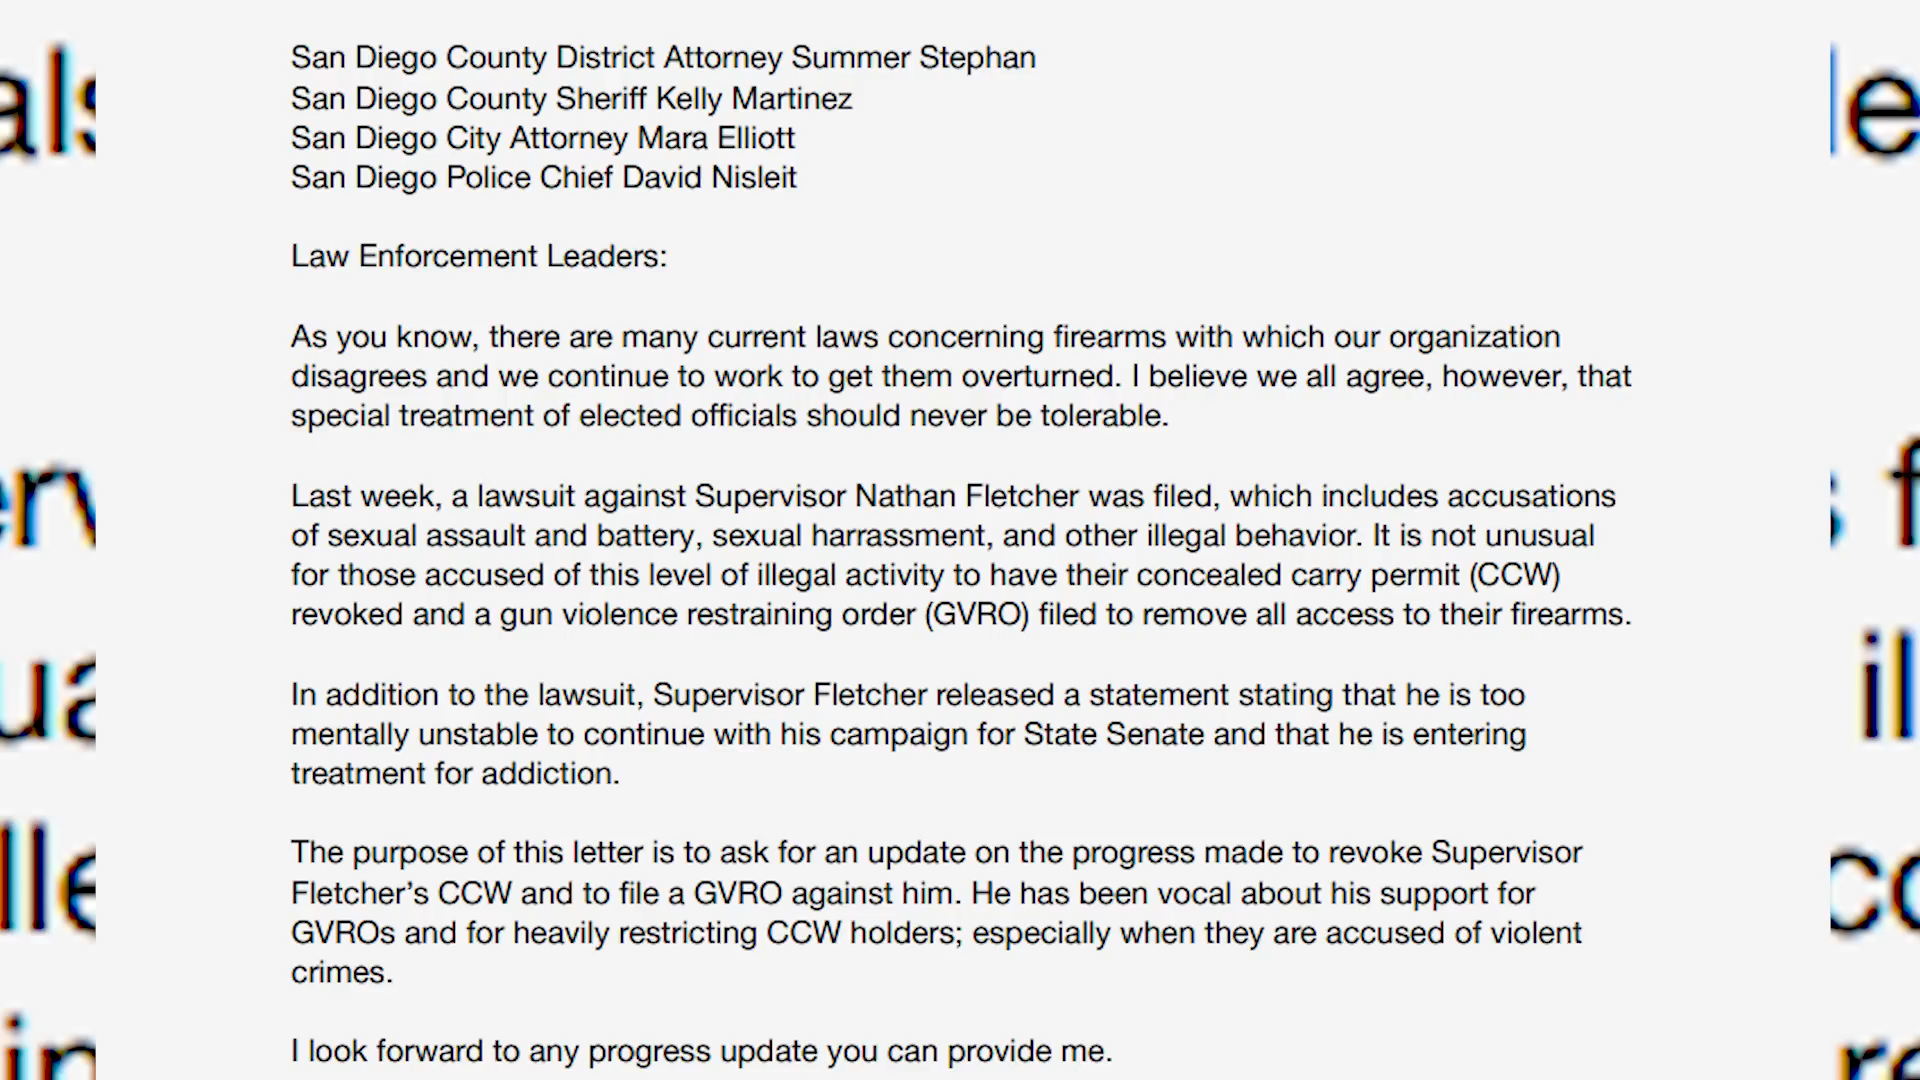 San Diego County District Attorney Summer Stephan
San Diego County Sheriff Kelly Martinez
San Diego City Attorney Mara Elliott
San Diego Police Chief David Nisleit
Law Enforcement Leaders:
As you know, there are many current laws concerning firearms with which our organization
disagrees and we continue to work to get them overturned. I believe we all agree, however, that
special treatment of elected officials should never be tolerable.
Last week, a lawsuit against Supervisor Nathan Fletcher was filed, which includes accusations
of sexual assault and battery, sexual harrassment, and other illegal behavior. It is not unusual
for those accused of this level of illegal activity to have their concealed carry permit (CCW)
revoked and a gun violence restraining order (GVRO) filed to remove all access to their firearms.
In addition to the lawsuit, Supervisor Fletcher released a statement stating that he is too
mentally unstable to continue with his campaign for State Senate and that he is entering
treatment for addiction.
The purpose of this letter is to ask for an update on the progress made to revoke Supervisor
Fletcher’s CCW and to file a GVRO against him. He has been vocal about his support for
GVROs and for heavily restricting CCW holders; especially when they are accused of violent
crimes.
I look forward to any progress update you can provide me.